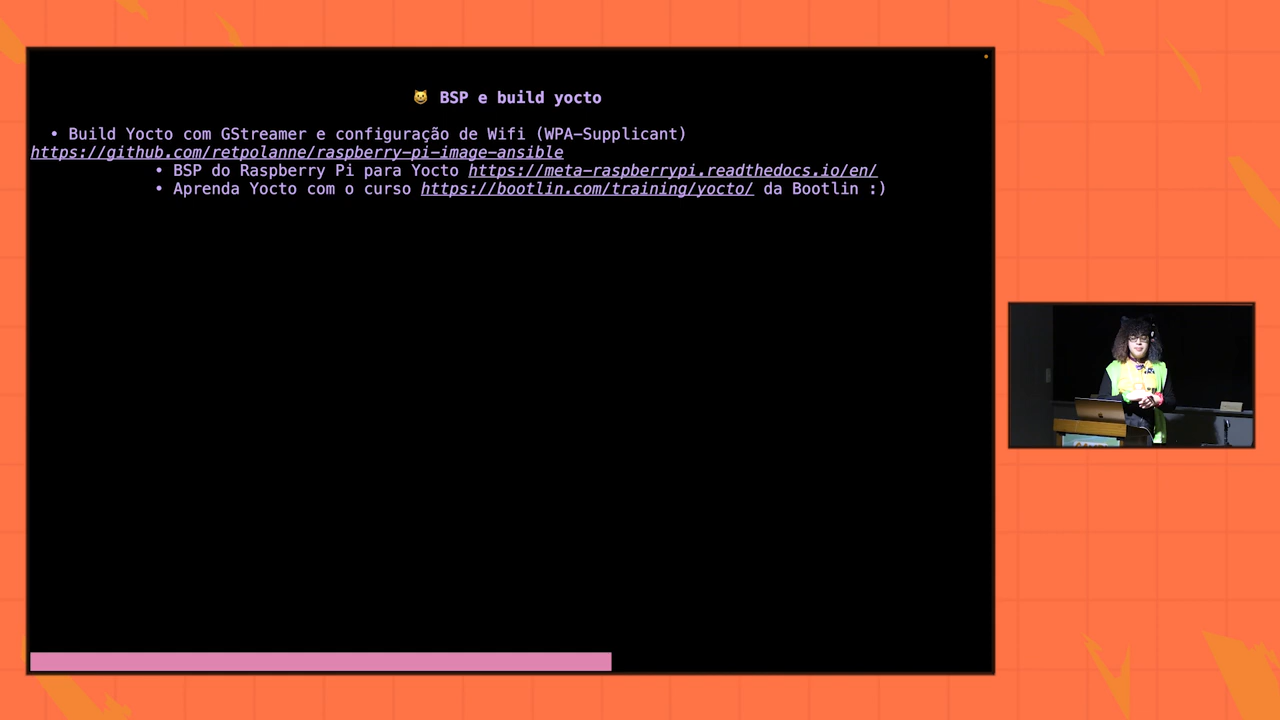 😺 BSP e build yocto
• Build Yocto com GStreamer e configuração de Wifi (WPA-Supplicant)
https://github.com/retpolanne/raspberry-pi-image-ansible
• BSP do Raspberry Pi para Yocto https://meta-raspberrypi.readthedocs.io/en/
• Aprenda Yocto com o curso https://bootlin.com/training/yocto/ da Bootlin :)